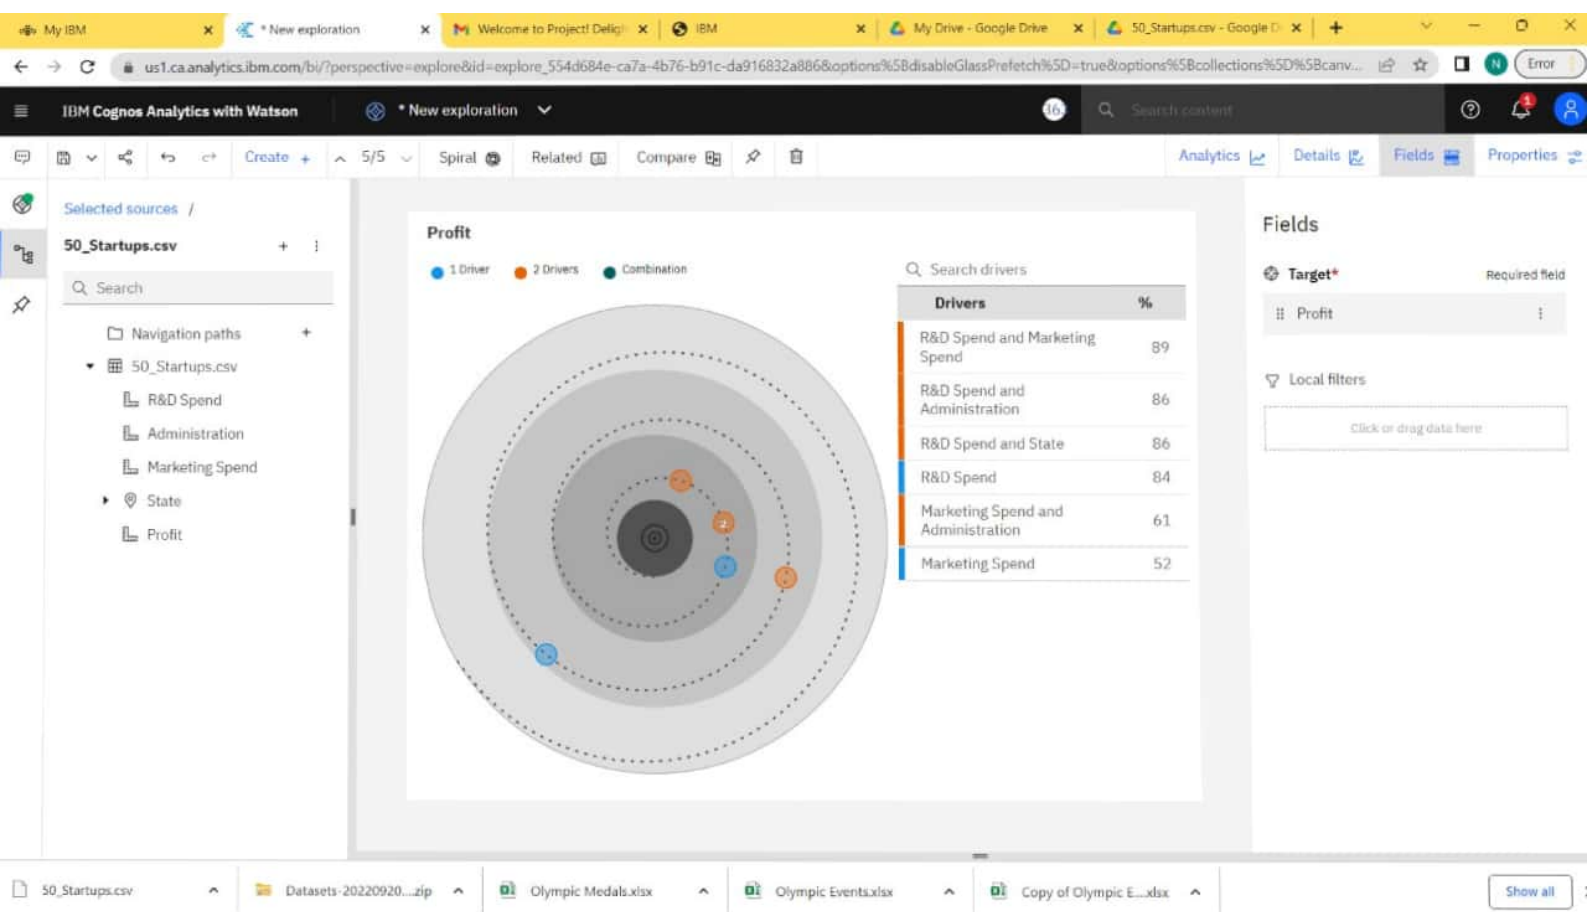 My IBM
* New exploration
Welcome to Project! Delig
IBM
My Drive - Google Drive
50_Startups.csv - Google D
us1.ca.analytics.ibm.com/bi/?perspective=explore&id=explore_554d684e-ca7a-4b76-b91c-da916832a886&options%5BdisableGlassPrefetch%5D=true&options%5Bcollections%5D%5Bcanv...
N
Error
IBM Cognos Analytics with Watson
* New exploration
Search content
1
Create +
5/5
Spiral
Related
Compare
Analytics
Details
Fields
Properties
Selected sources /
50_Startups.csv
Search
Navigation paths
50_Startups.csv
R&D Spend
Administration
Marketing Spend
State
Profit
Profit
1 Driver
2 Drivers
Combination
2
Search drivers
Drivers %
R&D Spend and Marketing
Spend
89
R&D Spend and
Administration
86
R&D Spend and State 86
R&D Spend 84
Marketing Spend and
Administration
61
Marketing Spend 52
Fields
Target* Required field
Profit
Local filters
Click or drag data here
50_Startups.csv
Datasets-20220920....zip
Olympic Medals.xlsx
Olympic Events.xlsx
Copy of Olympic E....xlsx
Show all